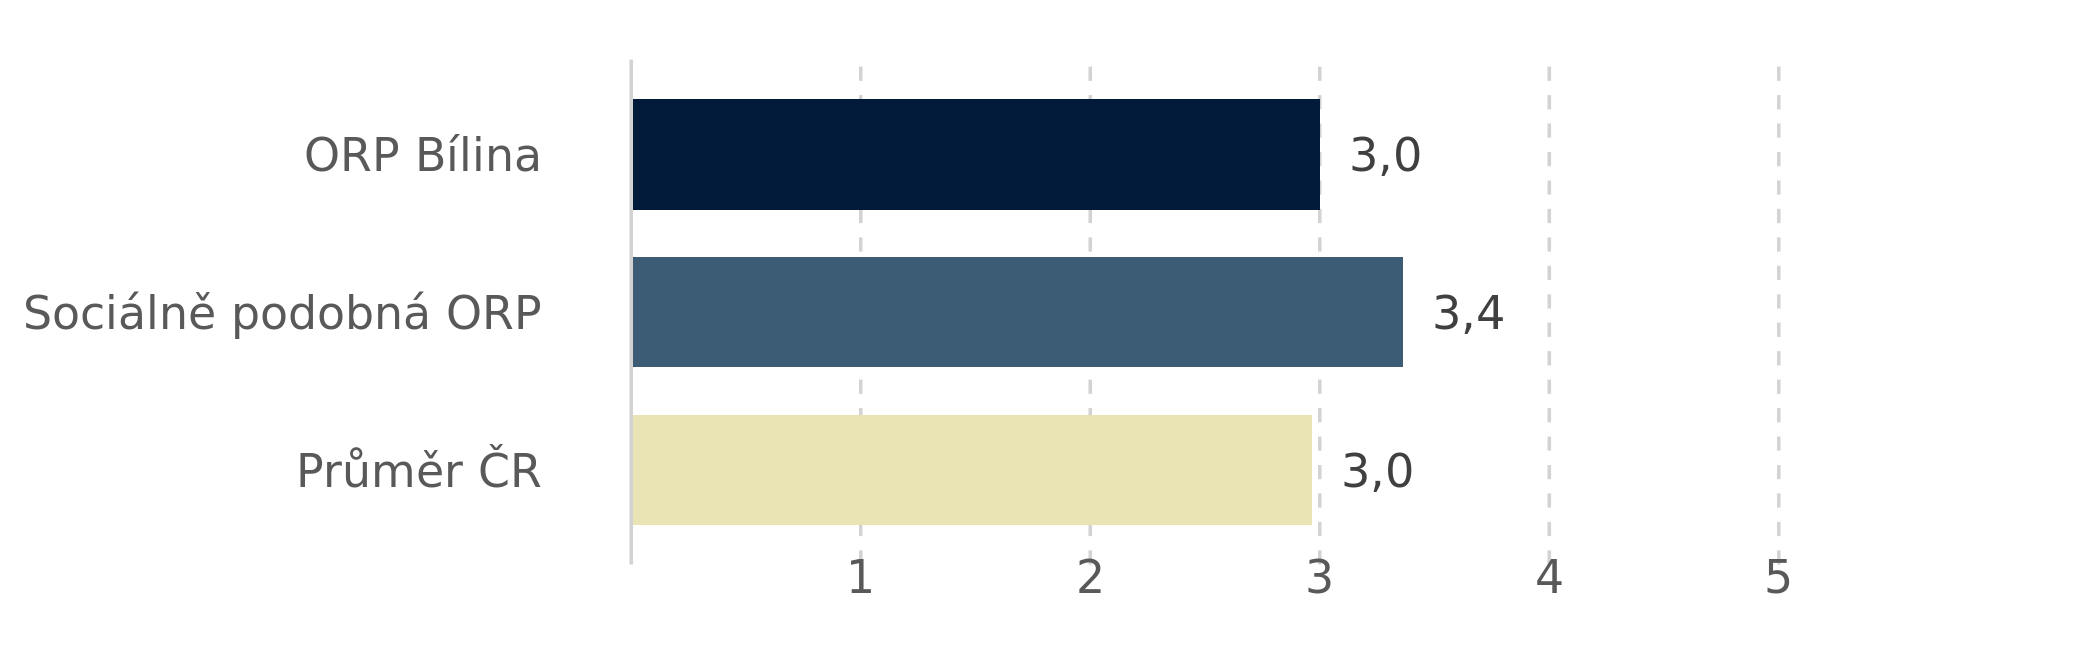 ORP Bílina 3,0
Sociálně podobná ORP 3,4
Průměr ČR 3,0
1 2 3 4 5